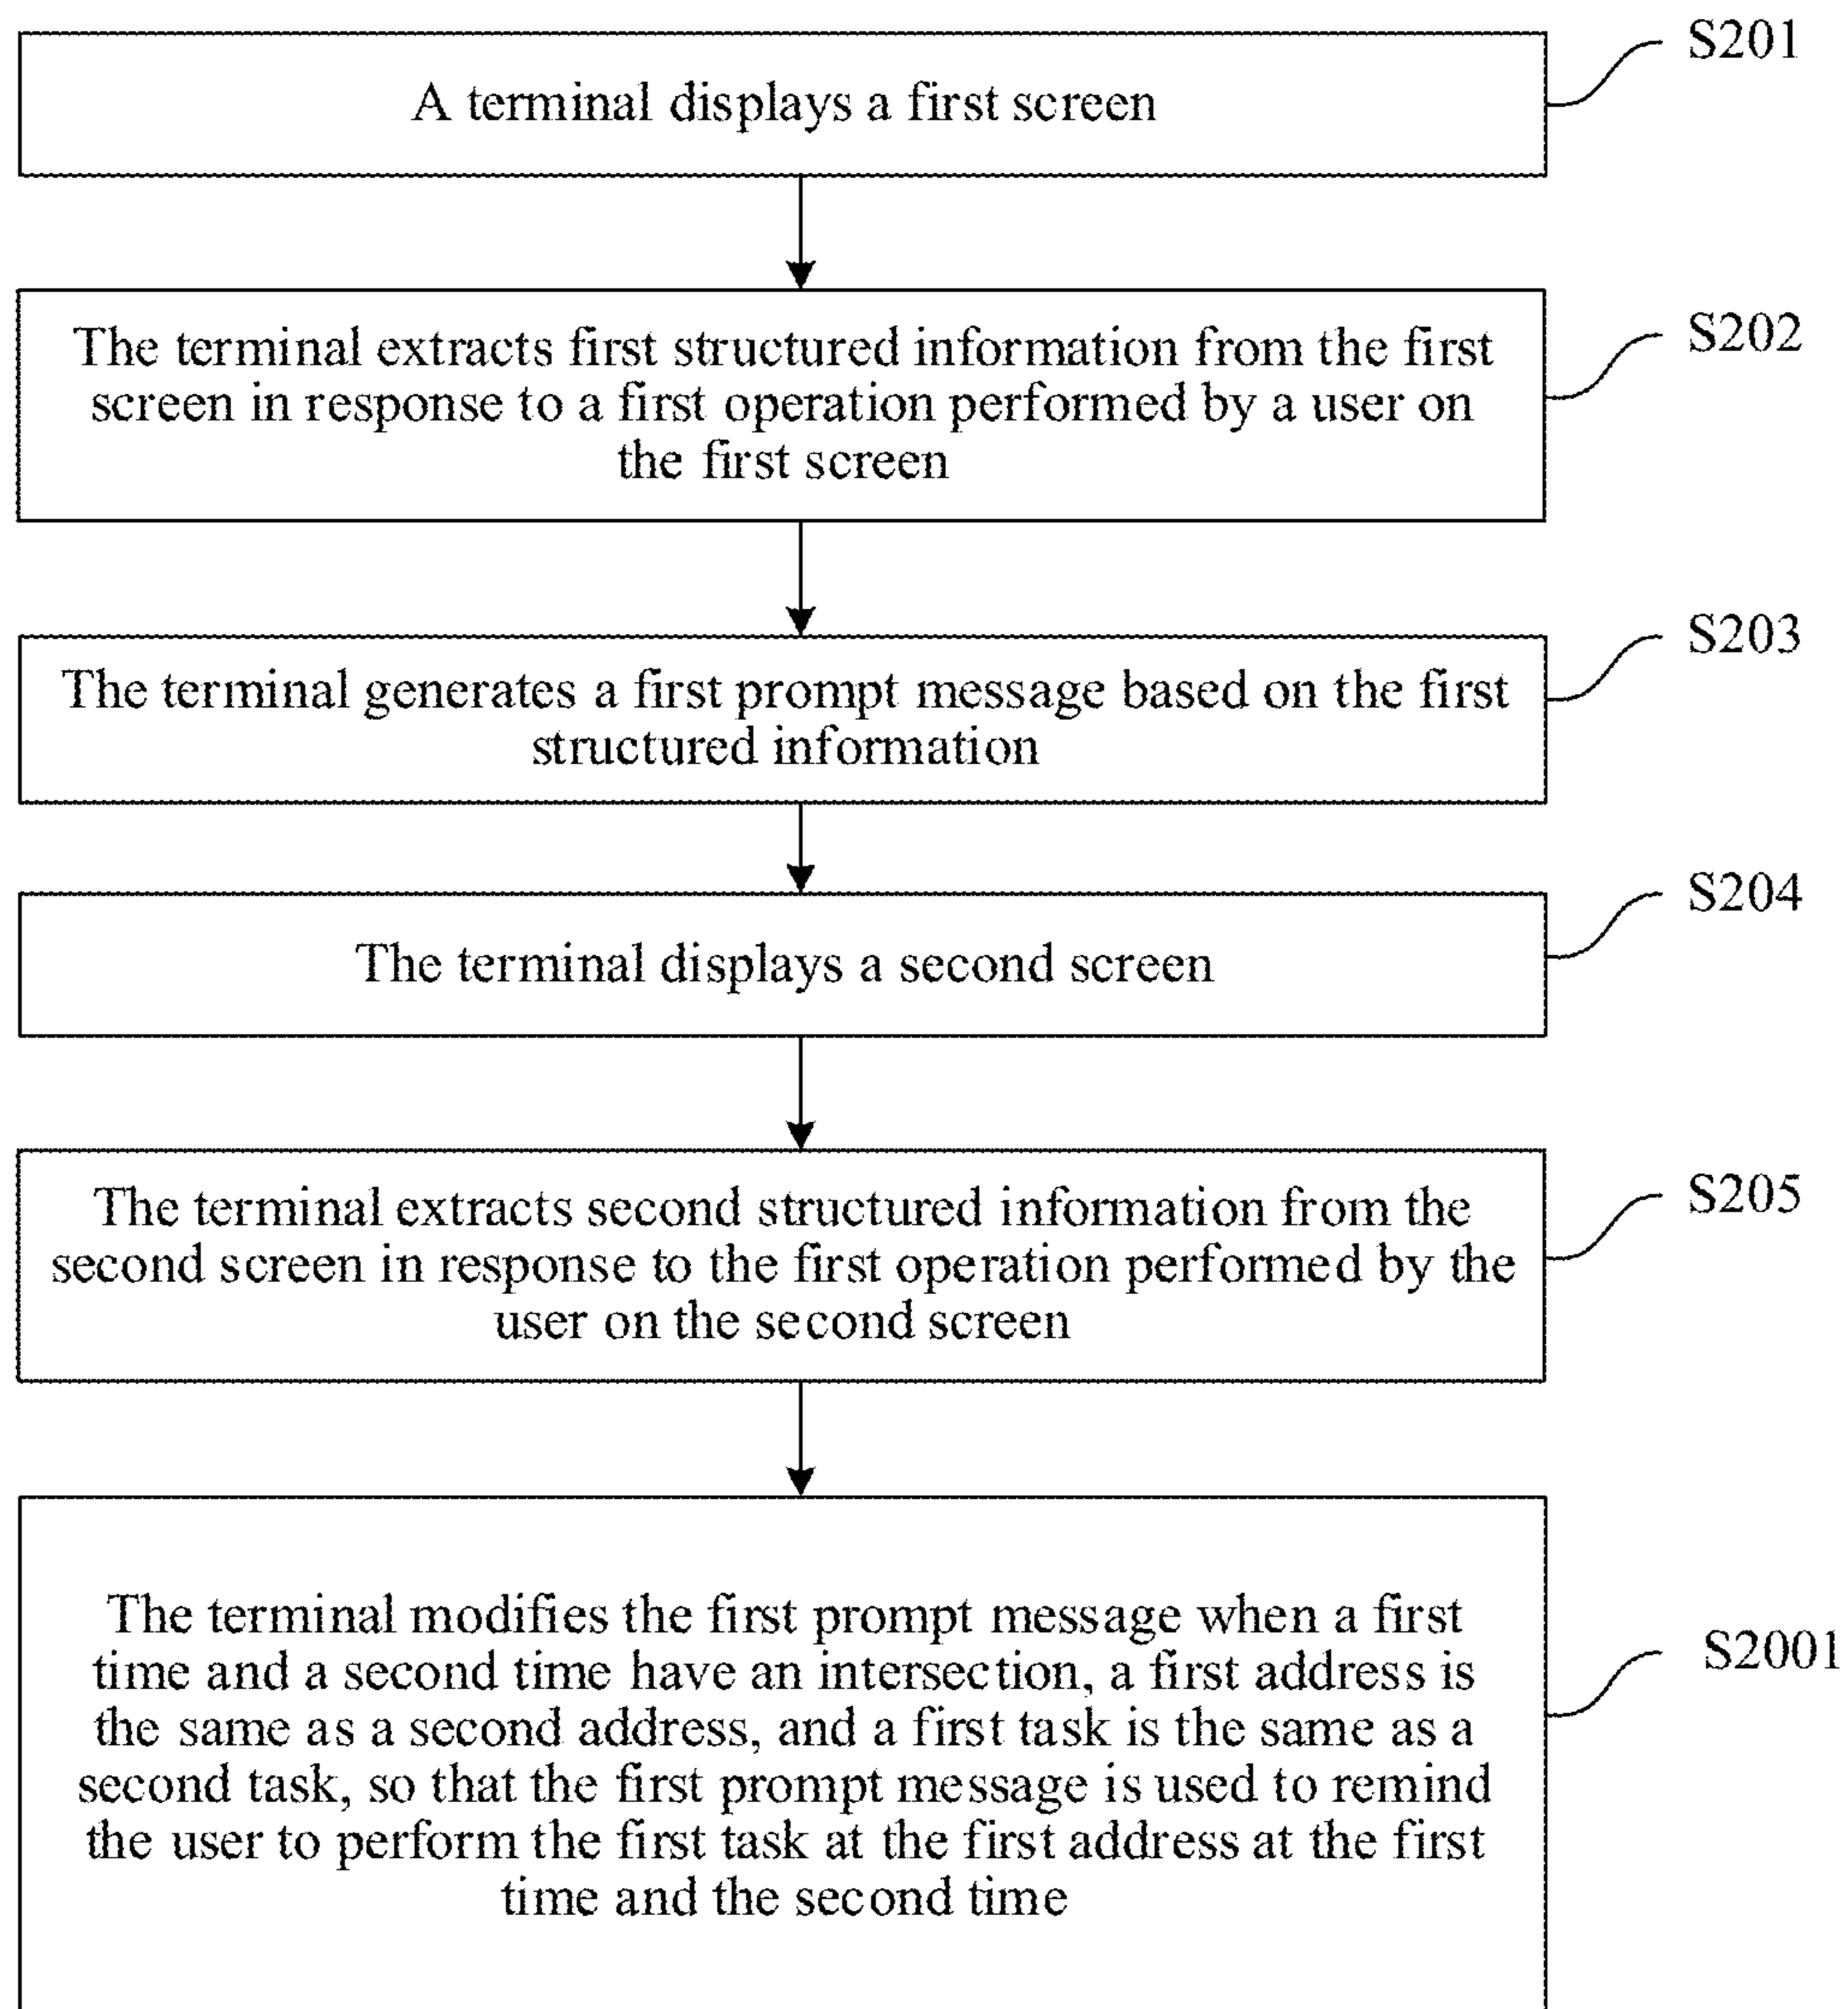 S201
A terminal displays a first screen
S202
The terminal extracts first structured information from the first
screen in response to a first operation performed by a user on
the first screen
S203
The terminal generates a first prompt message based on the first
structured information
S204
The terminal displays a second screen
S205
The terminal extracts second structured information from the
second screen in response to the first operation performed by the
user on the second screen
S2001
The terminal modifies the first prompt message when a first
time and a second time have an intersection, a first address is
the same as a second address, and a first task is the same as a
second task, so that the first prompt message is used to remind
the user to perform the first task at the first address at the first
time and the second time